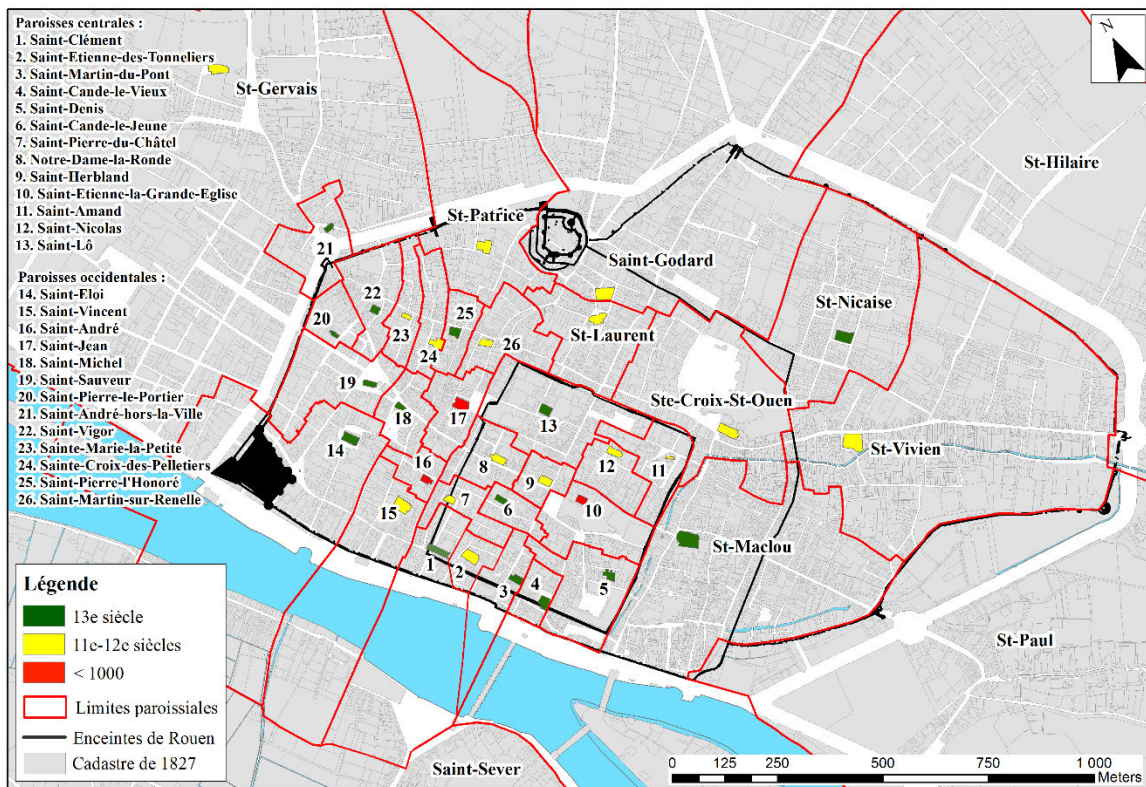 Paroisses centrales :
1. Saint-Clément
2. Saint-Etienne-des-Tonneliers
3. Saint-Martin-du-Pont
4. Saint-Cande-le-Vieux
5. Saint-Denis
6. Saint-Cande-le-Jeune
7. Saint-Pierre-du-Châtel
8. Notre-Dame-la-Ronde
9. Saint-Herbland
10. Saint-Etienne-la-Grande-Eglise
11. Saint-Amand
12. Saint-Nicolas
13. Saint-Lô
Paroisses occidentales :
14. Saint-Eloi
15. Saint-Vincent
16. Saint-André
17. Saint-Jean
18. Saint-Michel
19. Saint-Sauveur
20. Saint-Pierre-le-Portier
21. Saint-André-hors-la-Ville
22. Saint-Vigor
23. Sainte-Marie-la-Petite
24. Sainte-Croix-des-Pelletiers
25. Saint-Pierre-l'Honoré
26. Saint-Martin-sur-Renelle
Légende
13e siècle
11e-12e siècles
< 1000
Limites paroissiales
Enceintes de Rouen
Cadastre de 1827
N
St-Gervais
St-Hilaire
St-Patrice
Saint-Godard
21
St-Nicaise
22
25
20
23
St-Laurent
24
26
19
Ste-Croix-St-Ouen
18
17
13
14
St-Vivien
8
12
11
16
9
15
7
6
10
St-Maclou
1
2
3
4
5
St-Paul
Saint-Sever
0 125 250 500 750 1 000
Meters